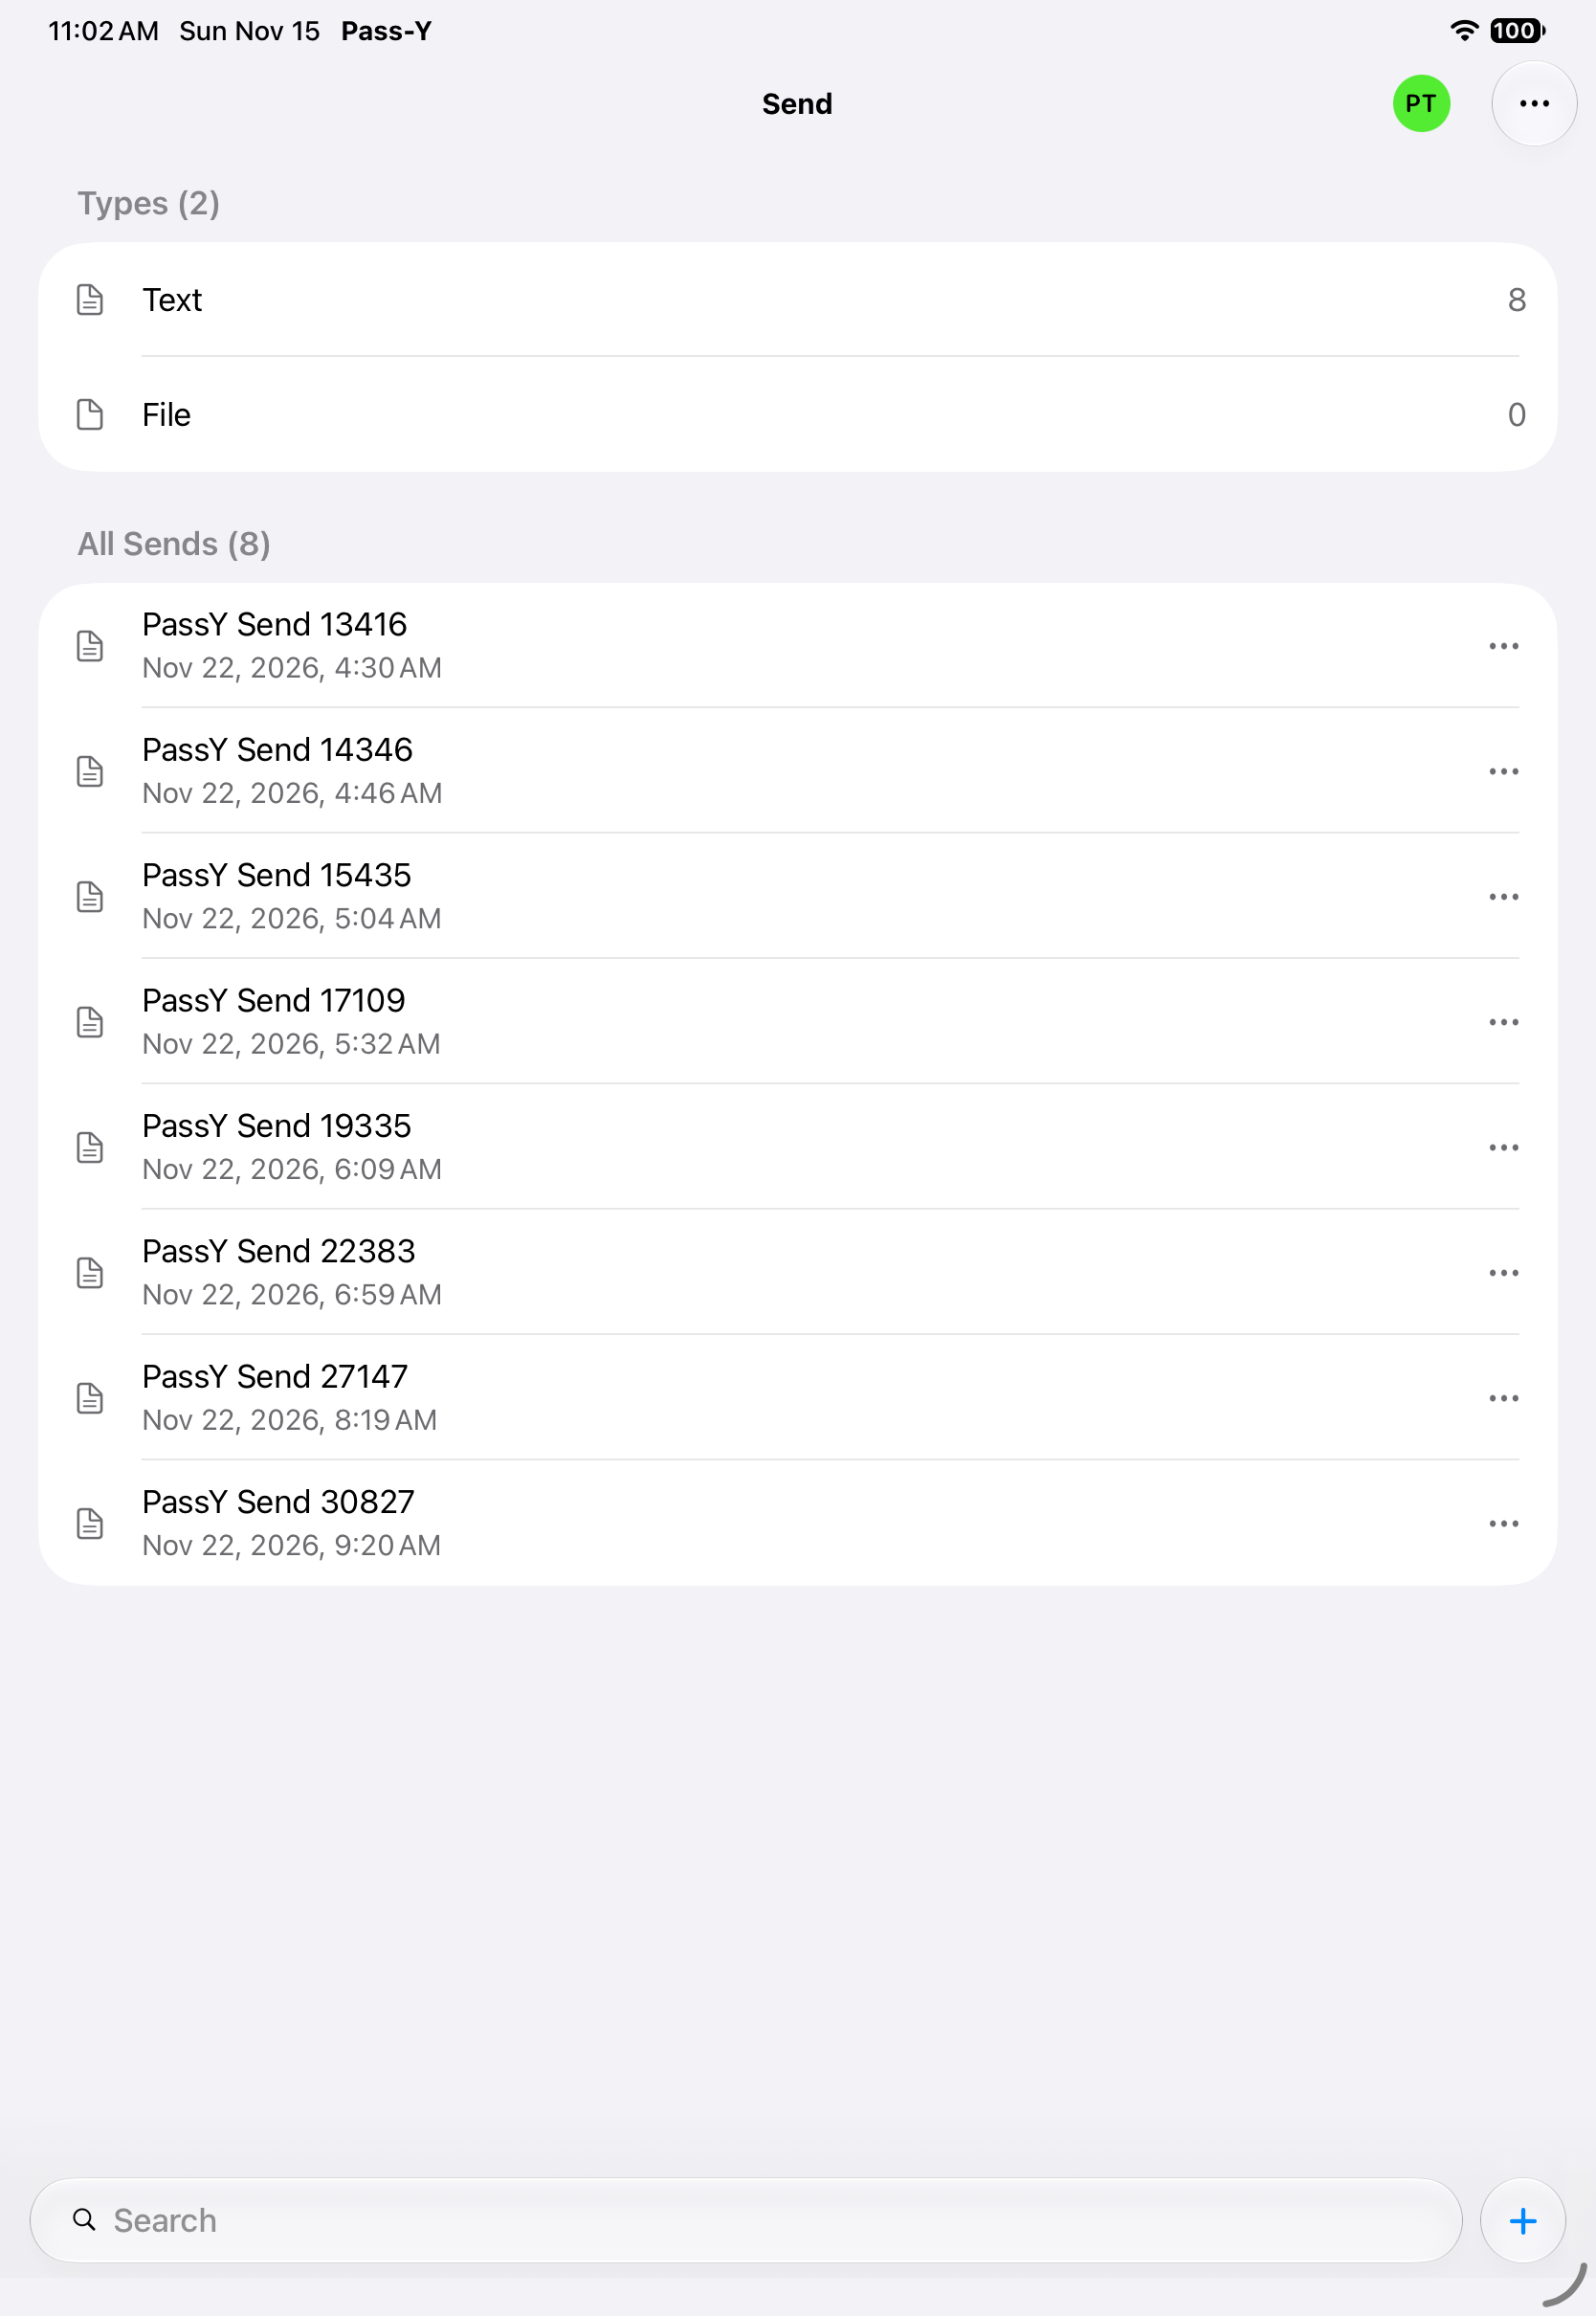 11:02 AM Sun Nov 15 Pass-Y
100
Send
PT
Types (2)
Text 8
File 0
All Sends (8)
PassY Send 13416
Nov 22, 2026, 4:30 AM
PassY Send 14346
Nov 22, 2026, 4:46 AM
PassY Send 15435
Nov 22, 2026, 5:04 AM
PassY Send 17109
Nov 22, 2026, 5:32 AM
PassY Send 19335
Nov 22, 2026, 6:09 AM
PassY Send 22383
Nov 22, 2026, 6:59 AM
PassY Send 27147
Nov 22, 2026, 8:19 AM
PassY Send 30827
Nov 22, 2026, 9:20 AM
Search